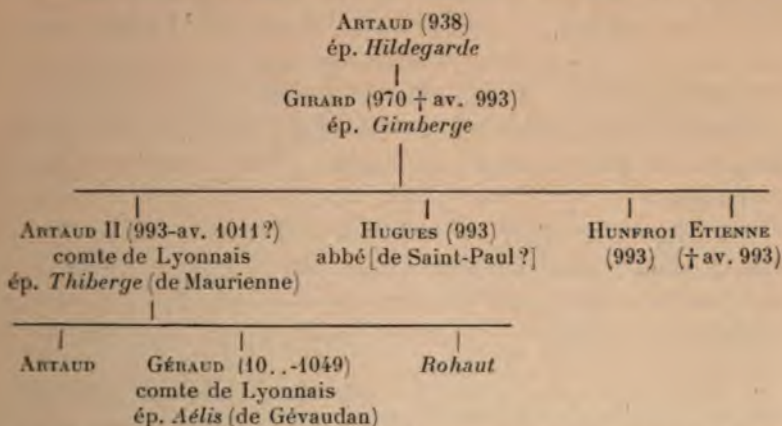 ARTAUD (938)
ép. Hildegarde
GIRARD (970 † av. 993)
ép. Gimberge
ARTAUD II (993-av. 1011 ?) HUGUES (993) HUNFROI ETIENNE
comte de Lyonnais abbé [de Saint-Paul ?] (993) († av. 993)
ép. Thiberge (de Maurienne)
ARTAUD GÉRAUD (10..-1049) Rohaut
comte de Lyonnais
ép. Aélis (de Gévaudan)